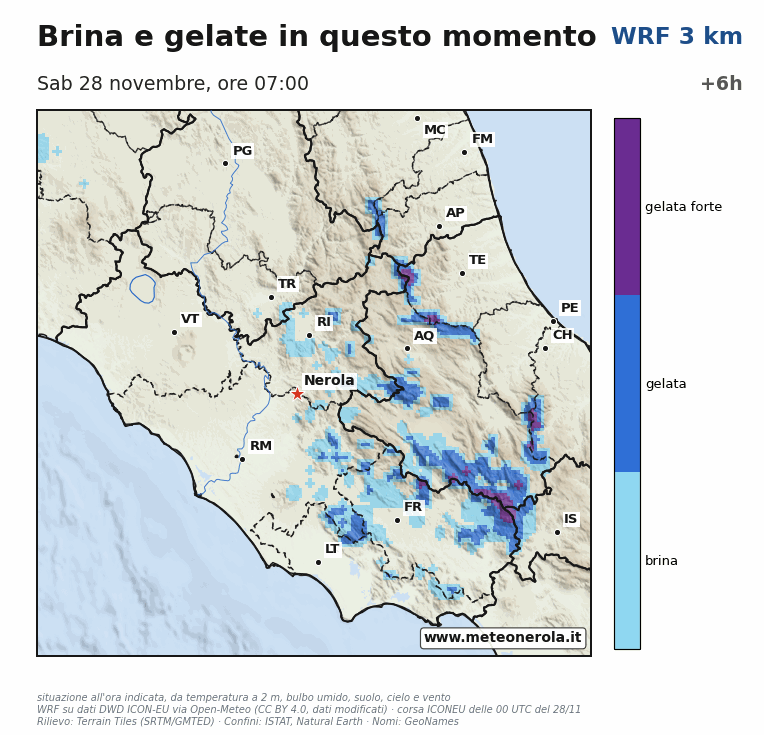 Brina e gelate in questo momento WRF 3 km
Sab 28 novembre, ore 07:00 +6h
MC
FM
PG
AP
TE
TR
PE
VT
RI
AQ
CH
Nerola
RM
FR
IS
LT
gelata forte
gelata
brina
www.meteonerola.it
situazione all'ora indicata, da temperatura a 2 m, bulbo umido, suolo, cielo e vento
WRF su dati DWD ICON-EU via Open-Meteo (CC BY 4.0, dati modificati) · corsa ICONEU delle 00 UTC del 28/11
Rilievo: Terrain Tiles (SRTM/GMTED) · Confini: ISTAT, Natural Earth · Nomi: GeoNames